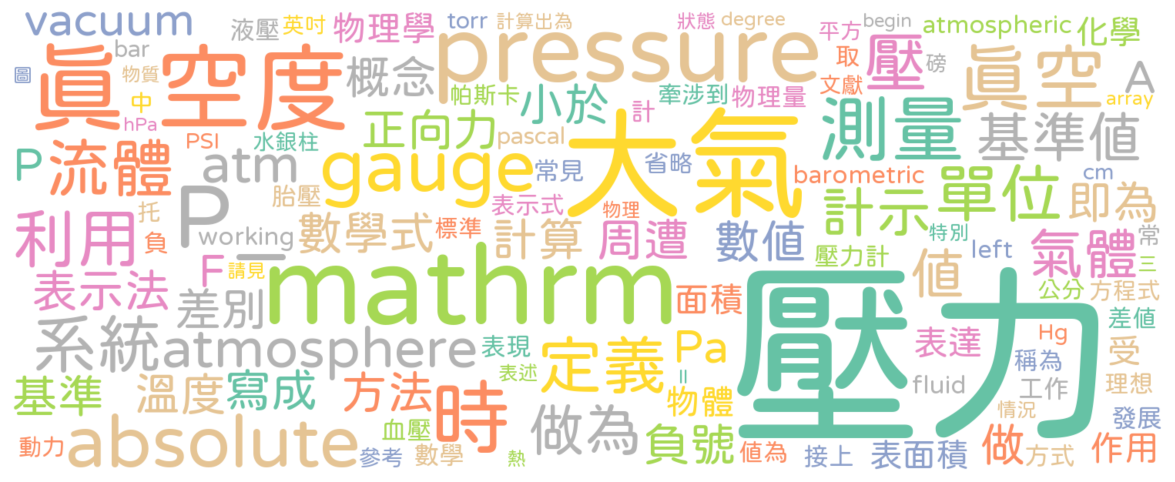 vacuum 液壓 英吋 物理學 torr 計算出為 狀態 degree 平方 begin atmospheric 化學
bar pressure 取 壓 磅 眞空 A
圖 物質 眞空度 概念 文獻 array
中 hPa 帕斯卡 小於 牽涉到 物理量 計 測量 基準值
PSI 水銀柱 正向力 pascal 大氣
P 流體 atm gauge 常見 省略 barometric cm
胎壓 表示式 物理 計示 單位 即為
利用 托 負 P_ working 數學式 標準 計算 周遭 數值 特別 常
F 請見 mathrm 壓力計 left 氣體 三
表示法 差別 面積 值 公分 方程式
系統 atmosphere 表現 定義 Pa 壓力 表達 Hg 差值
稱為 受
基準 溫度 寫成 方法 時 表述 = 物體 fluid 工作 理想
absolute 血壓 做為 負號 情況 發展
動力 參考 數學 熱 值為 接上 表面積 做 方式 作用